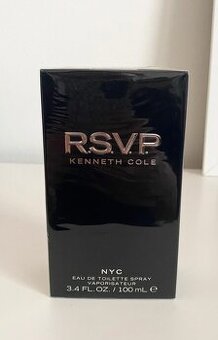 R.S.V.P.
KENNETH COLE
NYC
EAU DE TOILETTE SPRAY
VAPORISATEUR
3.4 FL. OZ. / 100 mL e